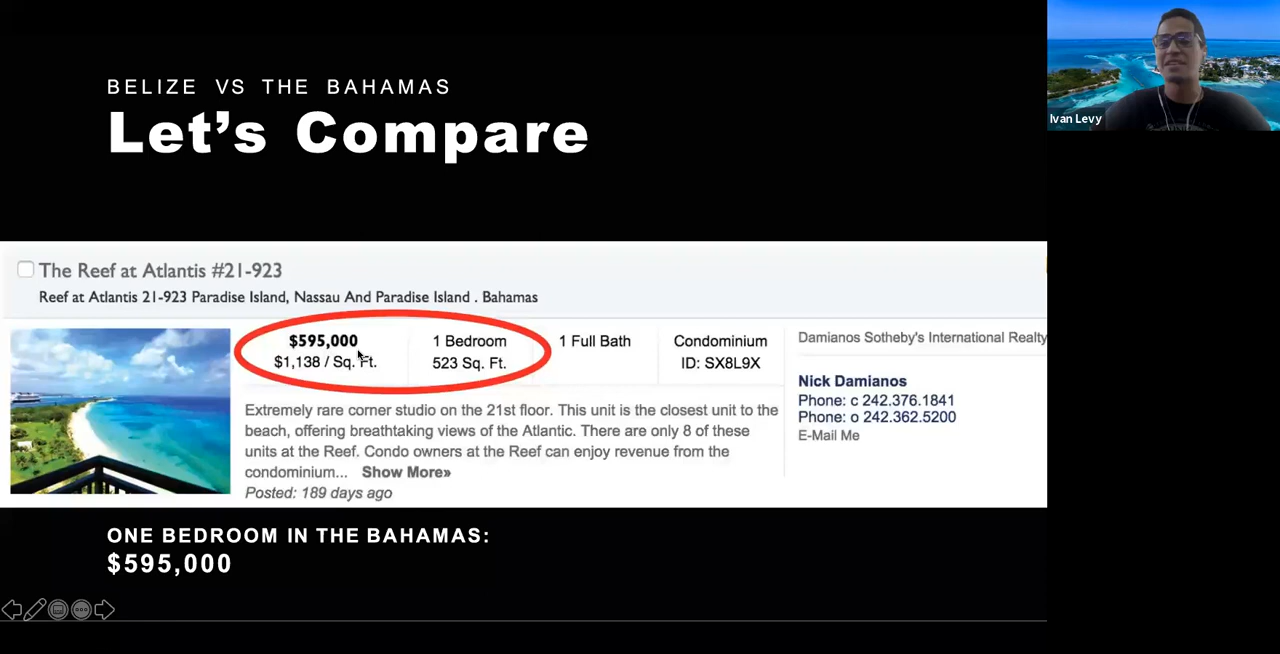 BELIZE VS THE BAHAMAS
Let’s Compare
Ivan Levy
The Reef at Atlantis #21-923
Reef at Atlantis 21-923 Paradise Island, Nassau And Paradise Island . Bahamas
$595,000
$1,138 / Sq. Ft.
1 Bedroom
523 Sq. Ft.
1 Full Bath
Condominium
ID: SX8L9X
Damianos Sotheby's International Realty
Nick Damianos
Phone: c 242.376.1841
Phone: o 242.362.5200
E-Mail Me
Extremely rare corner studio on the 21st floor. This unit is the closest unit to the
beach, offering breathtaking views of the Atlantic. There are only 8 of these
units at the Reef. Condo owners at the Reef can enjoy revenue from the
condominium... Show More»
Posted: 189 days ago
ONE BEDROOM IN THE BAHAMAS:
$595,000